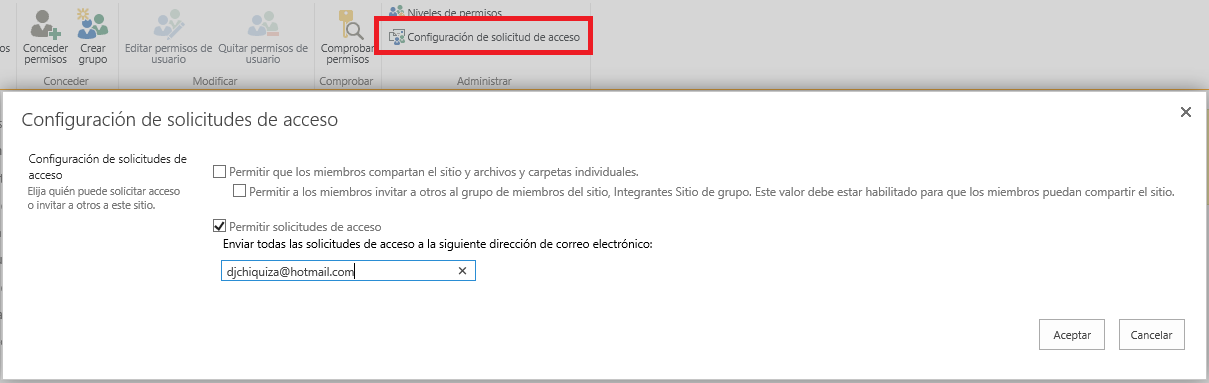 Niveles de permisos
os
Conceder permisos
Crear grupo
Editar permisos de usuario
Quitar permisos de usuario
Comprobar permisos
Configuración de solicitud de acceso
Conceder
Modificar
Comprobar
Administrar
Configuración de solicitudes de acceso
Configuración de solicitudes de
acceso
Elija quién puede solicitar acceso
o invitar a otros a este sitio.
Permitir que los miembros compartan el sitio y archivos y carpetas individuales.
Permitir a los miembros invitar a otros al grupo de miembros del sitio, Integrantes Sitio de grupo. Este valor debe estar habilitado para que los miembros puedan compartir el sitio.
Permitir solicitudes de acceso
Enviar todas las solicitudes de acceso a la siguiente dirección de correo electrónico:
djchiquiza@hotmail.com
Aceptar
Cancelar